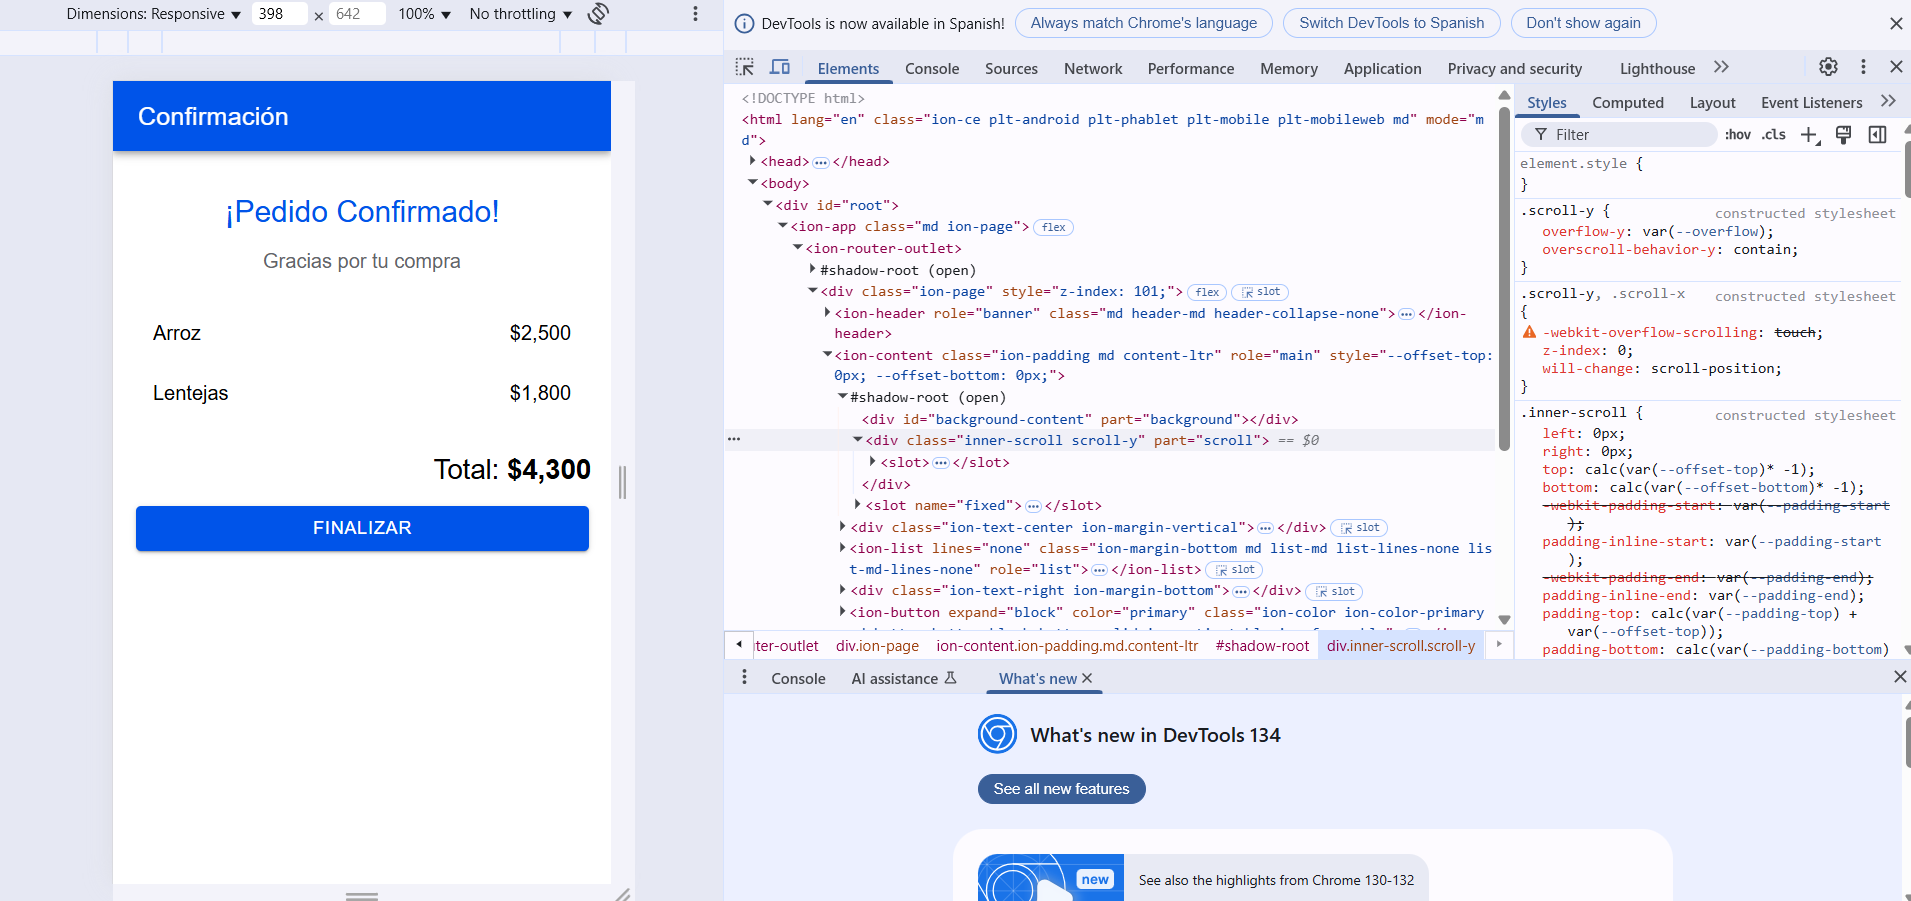 Dimensions: Responsive ▼ 398 × 642 100% ▼ No throttling ▼
Confirmación
¡Pedido Confirmado!
Gracias por tu compra
Arroz $2,500
Lentejas $1,800
Total: $4,300
FINALIZAR
DevTools is now available in Spanish! Always match Chrome's language Switch DevTools to Spanish Don't show again
Elements Console Sources Network Performance Memory Application Privacy and security Lighthouse
<!DOCTYPE html>
<html lang="en" class="ion-ce plt-android plt-phablet plt-mobile plt-mobileweb md" mode="m
d">
<head> ⋯ </head>
<body>
<div id="root">
<ion-app class="md ion-page"> flex
<ion-router-outlet>
#shadow-root (open)
<div class="ion-page" style="z-index: 101;"> flex slot
<ion-header role="banner" class="md header-md header-collapse-none"> ⋯ </ion-
header>
<ion-content class="ion-padding md content-ltr" role="main" style="--offset-top:
0px; --offset-bottom: 0px;">
#shadow-root (open)
<div id="background-content" part="background"></div>
<div class="inner-scroll scroll-y" part="scroll"> == $0
<slot> ⋯ </slot>
</div>
<slot name="fixed"> ⋯ </slot>
<div class="ion-text-center ion-margin-vertical"> ⋯ </div> slot
<ion-list lines="none" class="ion-margin-bottom md list-md list-lines-none lis
t-md-lines-none" role="list"> ⋯ </ion-list> slot
<div class="ion-text-right ion-margin-bottom"> ⋯ </div> slot
<ion-button expand="block" color="primary" class="ion-color ion-color-primary
ter-outlet div.ion-page ion-content.ion-padding.md.content-ltr #shadow-root div.inner-scroll.scroll-y
Styles Computed Layout Event Listeners
Filter :hov .cls
element.style {
}
.scroll-y { constructed stylesheet
overflow-y: var(--overflow);
overscroll-behavior-y: contain;
}
.scroll-y, .scroll-x constructed stylesheet
{
-webkit-overflow-scrolling: touch;
z-index: 0;
will-change: scroll-position;
}
.inner-scroll { constructed stylesheet
left: 0px;
right: 0px;
top: calc(var(--offset-top)* -1);
bottom: calc(var(--offset-bottom)* -1);
-webkit-padding-start: var(--padding-start
);
padding-inline-start: var(--padding-start
);
-webkit-padding-end: var(--padding-end);
padding-inline-end: var(--padding-end);
padding-top: calc(var(--padding-top) +
var(--offset-top));
padding-bottom: calc(var(--padding-bottom)
Console AI assistance What's new
What's new in DevTools 134
See all new features
new
See also the highlights from Chrome 130-132